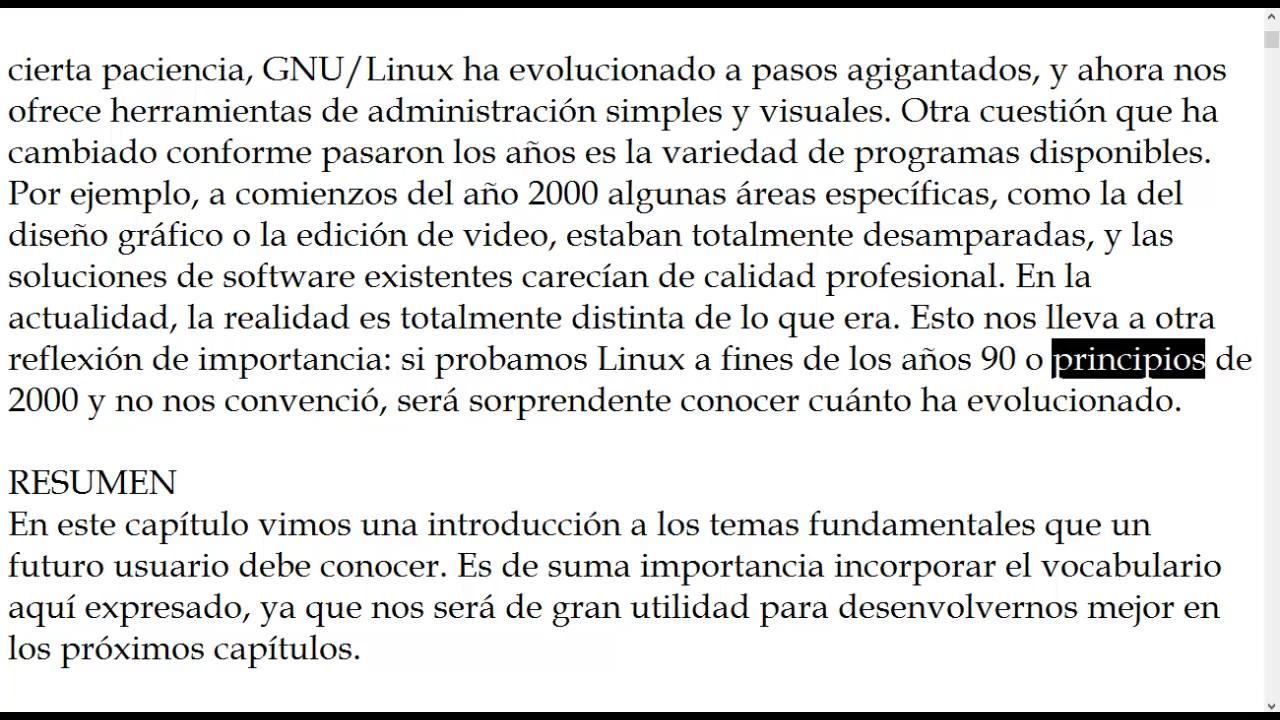 cierta paciencia, GNU/Linux ha evolucionado a pasos agigantados, y ahora nos
ofrece herramientas de administración simples y visuales. Otra cuestión que ha
cambiado conforme pasaron los años es la variedad de programas disponibles.
Por ejemplo, a comienzos del año 2000 algunas áreas específicas, como la del
diseño gráfico o la edición de video, estaban totalmente desamparadas, y las
soluciones de software existentes carecían de calidad profesional. En la
actualidad, la realidad es totalmente distinta de lo que era. Esto nos lleva a otra
reflexión de importancia: si probamos Linux a fines de los años 90 o principios de
2000 y no nos convenció, será sorprendente conocer cuánto ha evolucionado.
RESUMEN
En este capítulo vimos una introducción a los temas fundamentales que un
futuro usuario debe conocer. Es de suma importancia incorporar el vocabulario
aquí expresado, ya que nos será de gran utilidad para desenvolvernos mejor en
los próximos capítulos.